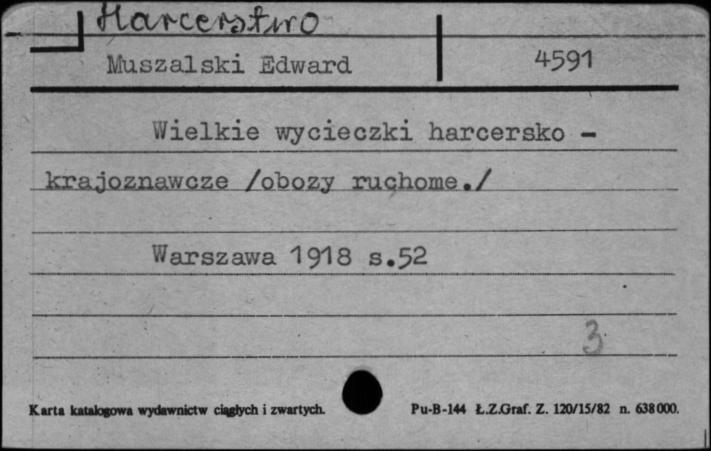 Harcerstwo
Muszalski Edward 4591
Wielkie wycieczki harcersko -
krajoznawcze /obozy ruchome./
Warszawa 1918 s.52
3
Karta katalogowa wydawnictw ciągłych i zwartych. Pu-B-144 Ł.Z.Graf. Z. 120/15/82 n. 638000.